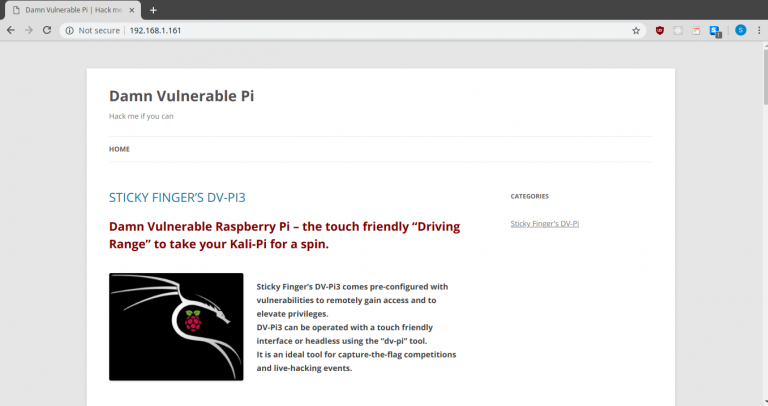 Damn Vulnerable Pi | Hack me
Not secure | 192.168.1.161
Damn Vulnerable Pi
Hack me if you can
HOME
STICKY FINGER'S DV-PI3
CATEGORIES
Sticky Finger's DV-Pi
Damn Vulnerable Raspberry Pi – the touch friendly “Driving
Range” to take your Kali-Pi for a spin.
Sticky Finger's DV-Pi3 comes pre-configured with
vulnerabilities to remotely gain access and to
elevate privileges.
DV-Pi3 can be operated with a touch friendly
interface or headless using the “dv-pi” tool.
It is an ideal tool for capture-the-flag competitions
and live-hacking events.